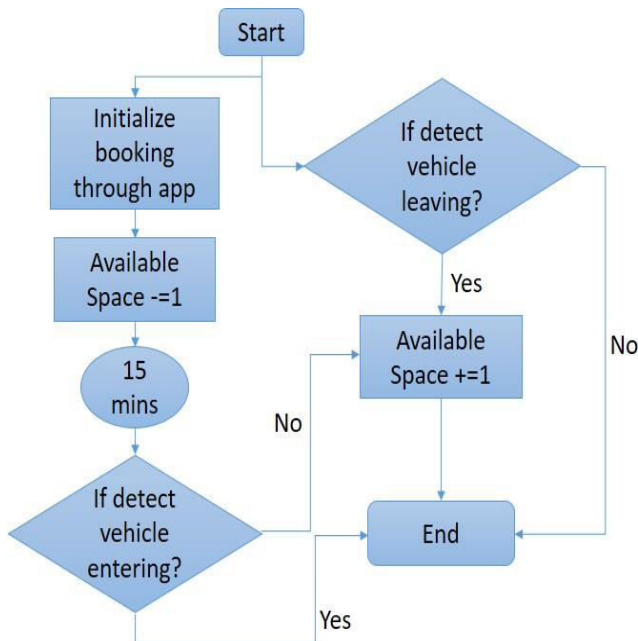 Start
Initialize
booking
through app
If detect
vehicle
leaving?
Available
Space -=1
Yes
15
mins
Available
Space +=1
No
No
If detect
vehicle
entering?
End
Yes